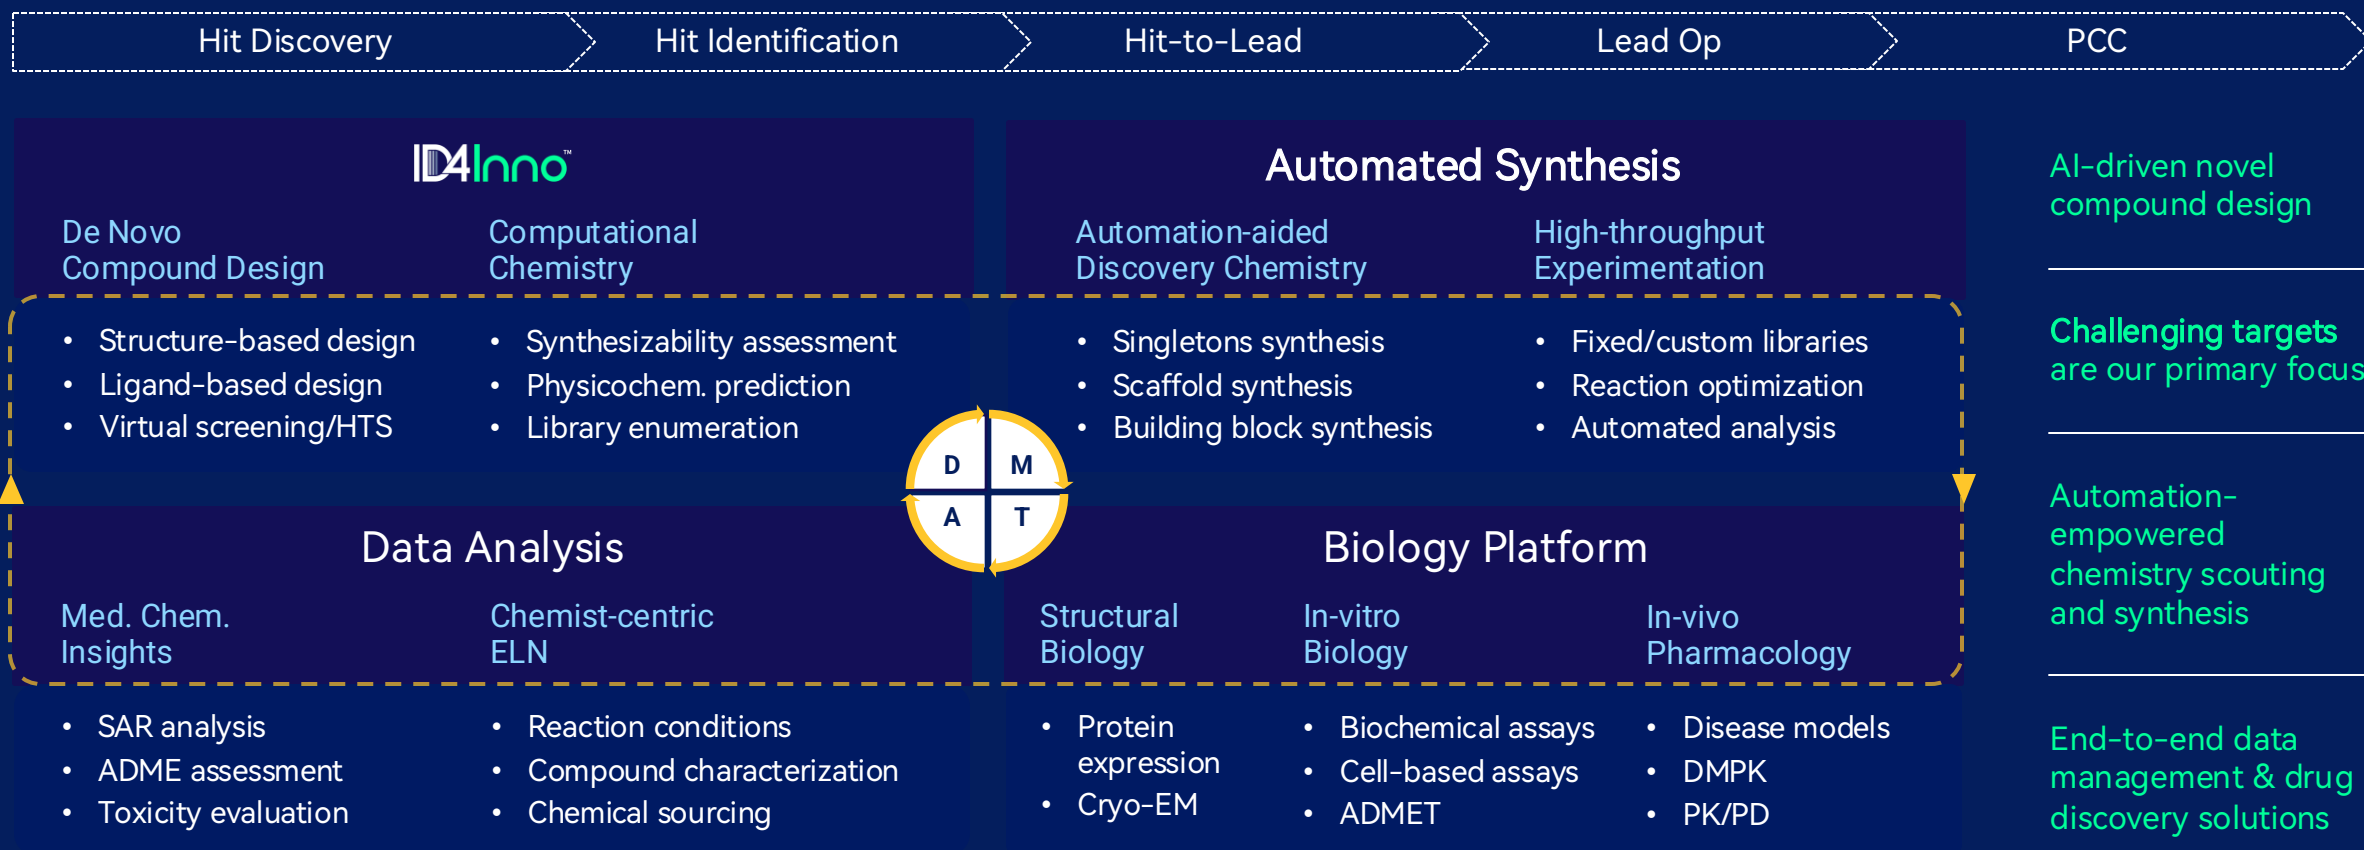 Hit Discovery
Hit Identification
Hit-to-Lead
Lead Op
PCC
ID4Inno™
De Novo
Compound Design
• Structure-based design
• Ligand-based design
• Virtual screening/HTS
Computational
Chemistry
• Synthesizability assessment
• Physicochem. prediction
• Library enumeration
Automated Synthesis
Automation-aided
Discovery Chemistry
• Singletons synthesis
• Scaffold synthesis
• Building block synthesis
High-throughput
Experimentation
• Fixed/custom libraries
• Reaction optimization
• Automated analysis
D
M
A
T
Data Analysis
Med. Chem.
Insights
• SAR analysis
• ADME assessment
• Toxicity evaluation
Chemist-centric
ELN
• Reaction conditions
• Compound characterization
• Chemical sourcing
Biology Platform
Structural
Biology
• Protein
expression
• Cryo-EM
In-vitro
Biology
• Biochemical assays
• Cell-based assays
• ADMET
In-vivo
Pharmacology
• Disease models
• DMPK
• PK/PD
AI-driven novel
compound design
Challenging targets
are our primary focus
Automation-
empowered
chemistry scouting
and synthesis
End-to-end data
management & drug
discovery solutions